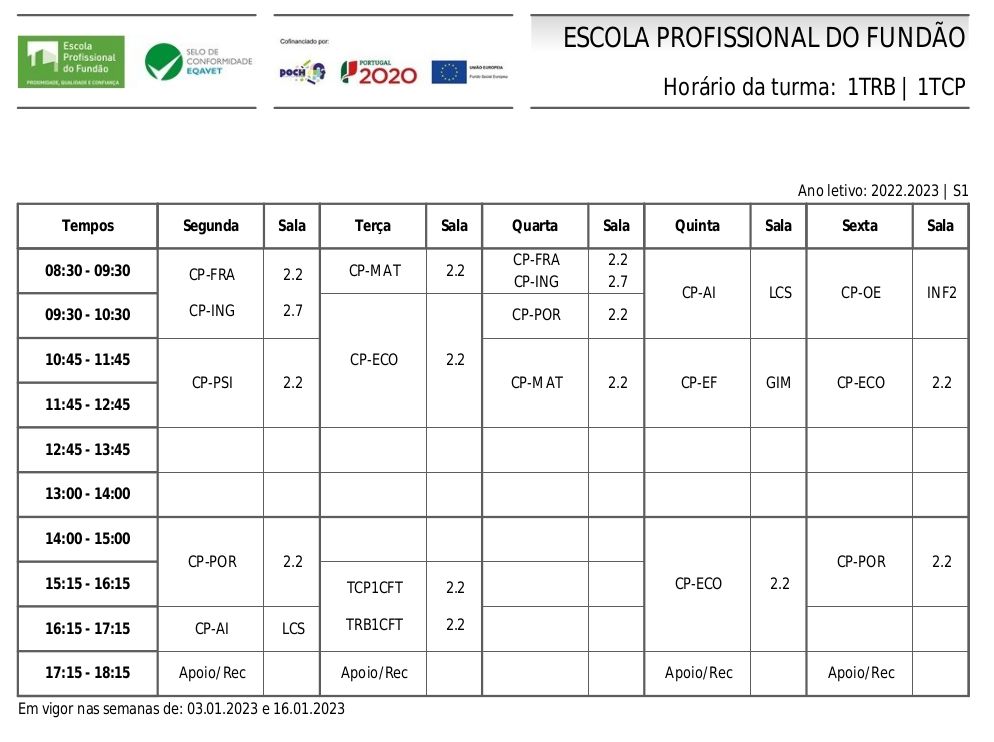 Escola
Profissional
do Fundão
PROXIMIDADE, QUALIDADE E CONFIANÇA
SELO DE
CONFORMIDADE
EQAVET
Cofinanciado por:
POCH
PORTUGAL
2020
UNIÃO EUROPEIA
Fundo Social Europeu
ESCOLA PROFISSIONAL DO FUNDÃO
Horário da turma: 1TRB | 1TCP
Ano letivo: 2022.2023 | S1
Tempos Segunda Sala Terça Sala Quarta Sala Quinta Sala Sexta Sala
08:30 - 09:30 CP-FRA 2.2 CP-MAT 2.2 CP-FRA 2.2 CP-AI LCS CP-OE INF2
CP-ING 2.7
09:30 - 10:30 CP-ING 2.7 CP-POR 2.2
10:45 - 11:45 CP-PSI 2.2 CP-ECO 2.2 CP-MAT 2.2 CP-EF GIM CP-ECO 2.2
11:45 - 12:45
12:45 - 13:45
13:00 - 14:00
14:00 - 15:00 CP-POR 2.2 CP-POR 2.2
15:15 - 16:15 TCP1CFT 2.2 CP-ECO 2.2
16:15 - 17:15 CP-AI LCS TRB1CFT 2.2
17:15 - 18:15 Apoio/Rec Apoio/Rec Apoio/Rec Apoio/Rec
Em vigor nas semanas de: 03.01.2023 e 16.01.2023